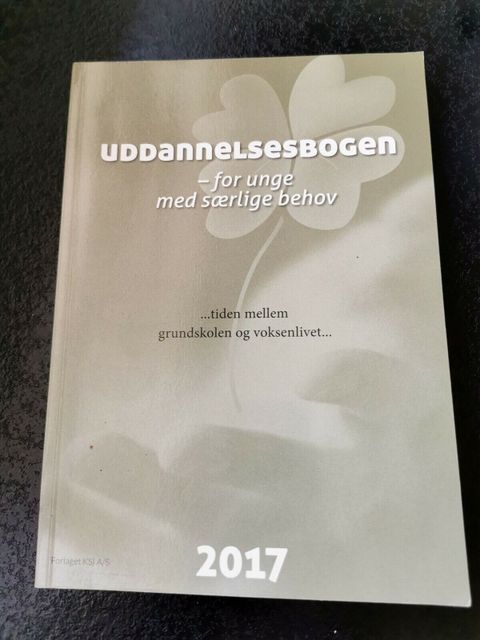 UDDannelsesBOGen
– for unge
med særlige behov
...tiden mellem
grundskolen og voksenlivet...
Forlaget KSI A/S
2017